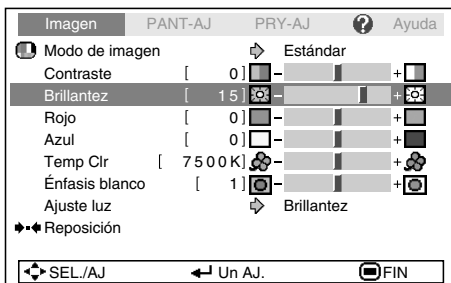 Imagen PANT-AJ PRY-AJ ? Ayuda
Modo de imagen Estándar
Contraste [ 0] - +
Brillantez [ 15] - +
Rojo [ 0] - +
Azul [ 0] - +
Temp Clr [ 7500K] - +
Énfasis blanco [ 1] - +
Ajuste luz Brillantez
Reposición
SEL./AJ Un AJ. FIN